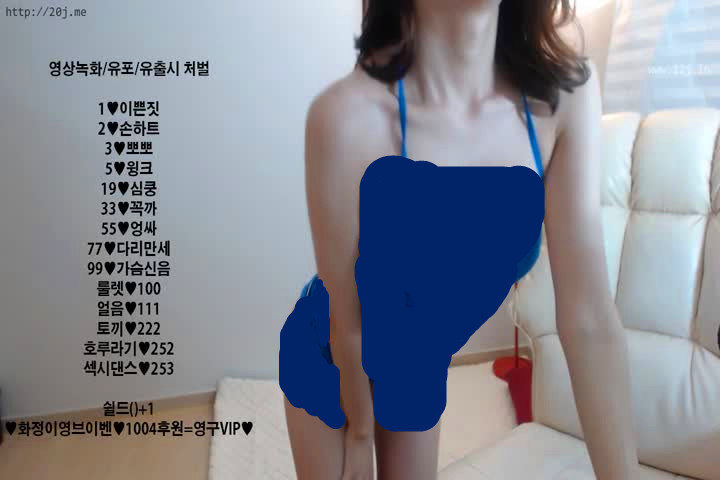 http://20j.me
영상녹화/유포/유출시 처벌
1♥이쁜짓
2♥손하트
3♥뽀뽀
5♥윙크
19♥심쿵
33♥꼭까
55♥엉싸
77♥다리만세
99♥가슴신음
룰렛♥100
얼음♥111
토끼♥222
호루라기♥252
섹시댄스♥253
쉴드()+1
♥화정이영브이벤♥1004후원=영구VIP♥